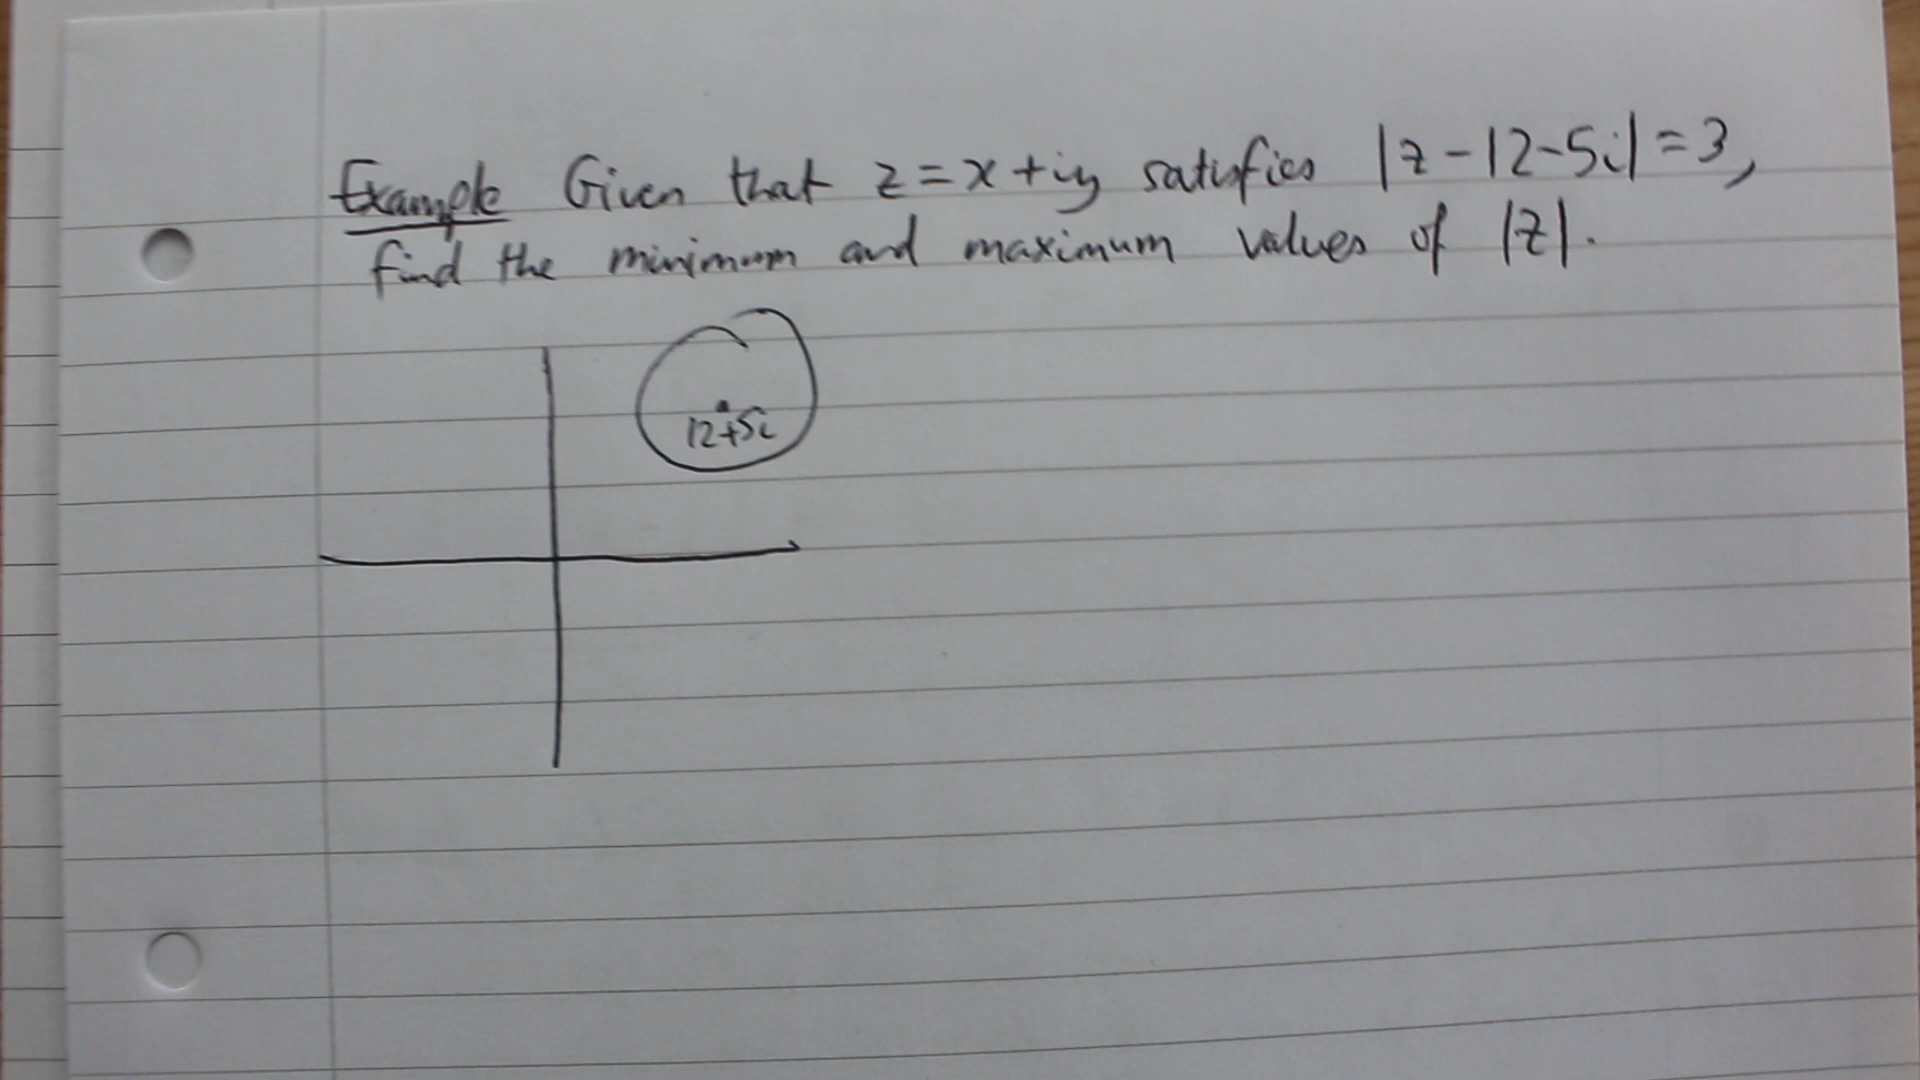 Example Given that z = x + iy satisfies |z - 12 - 5i| = 3,
find the minimum and maximum values of |z|.
12+5i